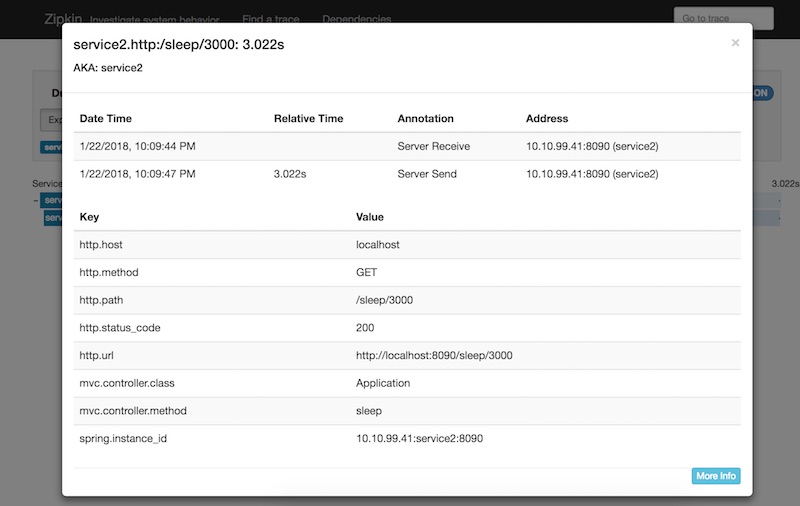 Zipkin Investigate system behavior Find a trace Dependencies Go to trace
service2.http:/sleep/3000: 3.022s
×
AKA: service2
Date Time Relative Time Annotation Address
1/22/2018, 10:09:44 PM Server Receive 10.10.99.41:8090 (service2)
1/22/2018, 10:09:47 PM 3.022s Server Send 10.10.99.41:8090 (service2)
Key Value
http.host localhost
http.method GET
http.path /sleep/3000
http.status_code 200
http.url http://localhost:8090/sleep/3000
mvc.controller.class Application
mvc.controller.method sleep
spring.instance_id 10.10.99.41:service2:8090
More Info
Service
3.022s